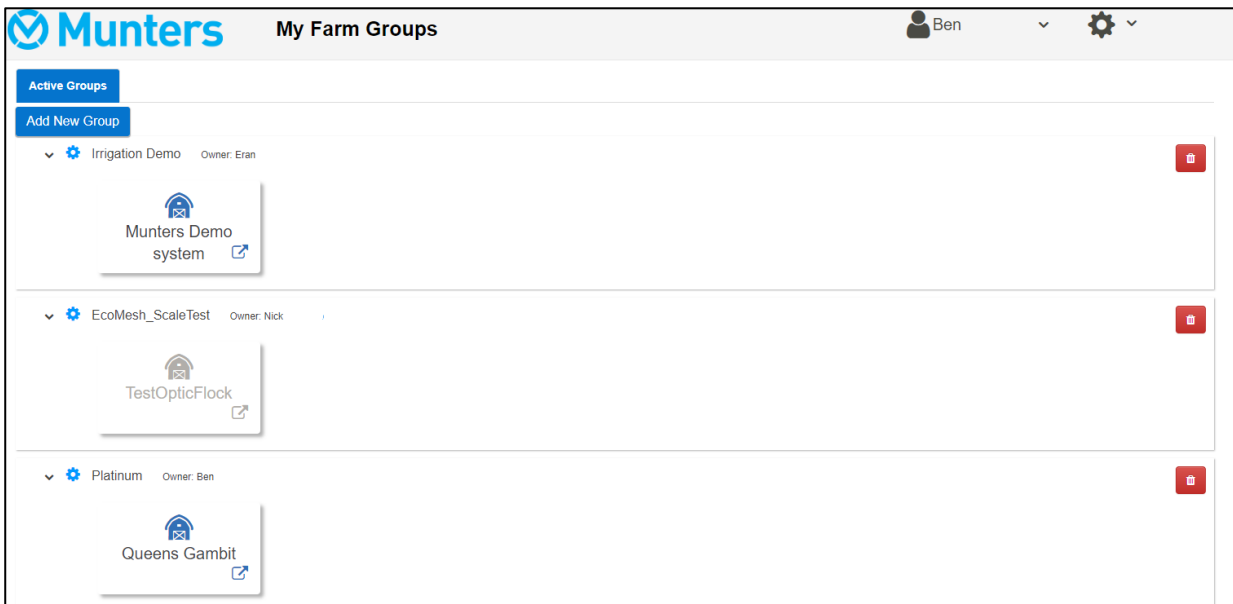 Munters My Farm Groups Ben
Active Groups
Add New Group
Irrigation Demo Owner: Eran
Munters Demo
system
EcoMesh_ScaleTest Owner: Nick
TestOpticFlock
Platinum Owner: Ben
Queens Gambit